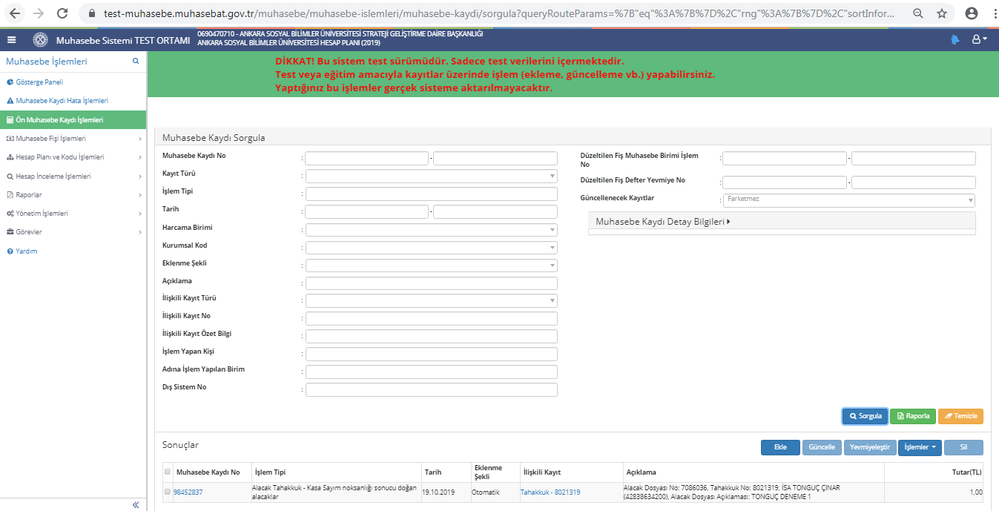 test-muhasebe.muhasebat.gov.tr/muhasebe/muhasebe-islemleri/muhasebe-kaydi/sorgula?queryRouteParams=%7B"eq"%3A%7B%7D%2C"rng"%3A%7B%7D%2C"sortInfor...
Muhasebe Sistemi TEST ORTAMI
0690470710 - ANKARA SOSYAL BİLİMLER ÜNİVERSİTESİ STRATEJİ GELİŞTİRME DAİRE BAŞKANLIĞI
ANKARA SOSYAL BİLİMLER ÜNİVERSİTESİ HESAP PLANI (2019)
Muhasebe İşlemleri
Gösterge Paneli
Muhasebe Kaydı Hata İşlemleri
Ön Muhasebe Kaydı İşlemleri
Muhasebe Fişi İşlemleri
Hesap Planı ve Kodu İşlemleri
Hesap İnceleme İşlemleri
Raporlar
Yönetim İşlemleri
Görevler
Yardım
DİKKAT! Bu sistem test sürümüdür. Sadece test verilerini içermektedir.
Test veya eğitim amacıyla kayıtlar üzerinde işlem (ekleme, güncelleme vb.) yapabilirsiniz.
Yaptığınız bu işlemler gerçek sisteme aktarılmayacaktır.
Muhasebe Kaydı Sorgula
Muhasebe Kaydı No : -
Kayıt Türü :
İşlem Tipi :
Tarih : -
Harcama Birimi :
Kurumsal Kod :
Eklenme Şekli :
Açıklama :
İlişkili Kayıt Türü :
İlişkili Kayıt No :
İlişkili Kayıt Özet Bilgi :
İşlem Yapan Kişi :
Adına İşlem Yapılan Birim :
Dış Sistem No :
Düzeltilen Fiş Muhasebe Birimi İşlem
No : -
Düzeltilen Fiş Defter Yevmiye No : -
Güncellenecek Kayıtlar : Farketmez
Muhasebe Kaydı Detay Bilgileri
Sorgula Raporla Temizle
Sonuçlar
Ekle Güncelle Yevmiyeleştir İşlemler Sil
Muhasebe Kaydı No İşlem Tipi Tarih Eklenme Şekli İlişkili Kayıt Açıklama Tutar(TL)
98452837
Alacak Tahakkuk - Kasa Sayım noksanlığı sonucu doğan
alacaklar
19.10.2019
Otomatik
Tahakkuk - 8021319
Alacak Dosyası No: 7086036, Tahakkuk No: 8021319, İSA TONGUÇ ÇINAR
(42838634200), Alacak Dosyası Açıklaması: TONGUÇ DENEME 1
1,00